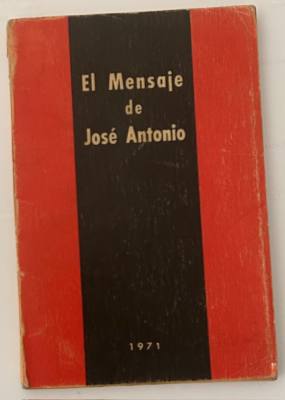 El Mensaje
de
José Antonio
1971